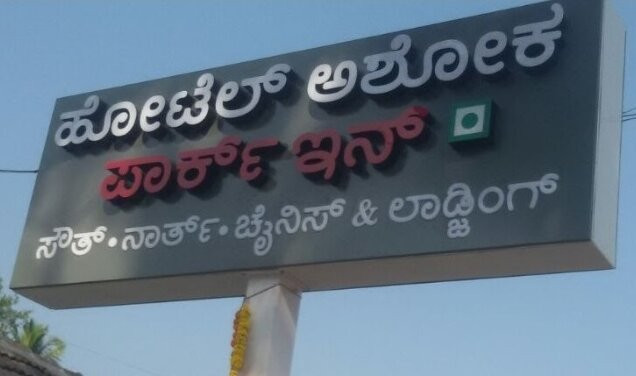 ಹೋಟೆಲ್ ಅಶೋಕ
ಪಾರ್ಕ್ ಇನ್
ಸೌತ್・ನಾರ್ತ್・ಚೈನಿಸ್ & ಲಾಡ್ಜಿಂಗ್